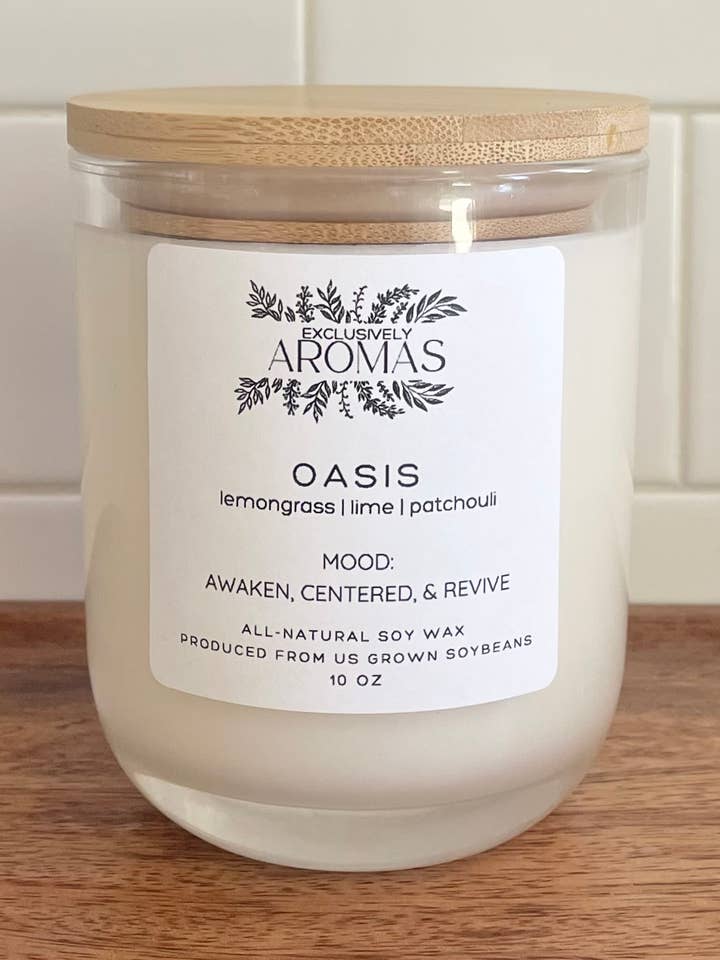 EXCLUSIVELY
AROMAS
OASIS
lemongrass | lime | patchouli
MOOD:
AWAKEN, CENTERED, & REVIVE
ALL-NATURAL SOY WAX
PRODUCED FROM US GROWN SOYBEANS
10 OZ